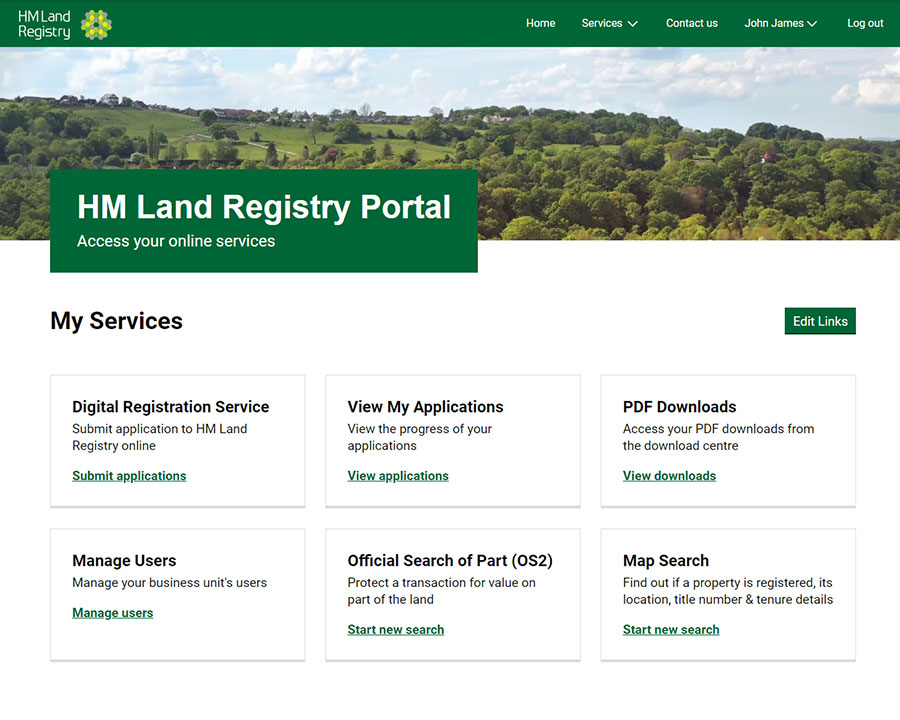 HM Land
Registry
Home
Services
Contact us
John James
Log out
HM Land Registry Portal
Access your online services
My Services
Edit Links
Digital Registration Service
Submit application to HM Land
Registry online
Submit applications
View My Applications
View the progress of your
applications
View applications
PDF Downloads
Access your PDF downloads from
the download centre
View downloads
Manage Users
Manage your business unit's users
Manage users
Official Search of Part (OS2)
Protect a transaction for value on
part of the land
Start new search
Map Search
Find out if a property is registered, its
location, title number & tenure details
Start new search